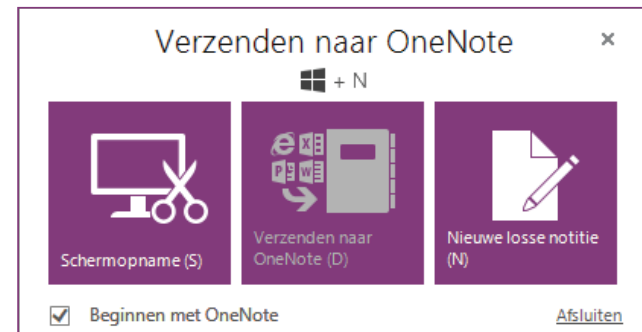 Verzenden naar OneNote
+ N
Schermopname (S)
Verzenden naar
OneNote (D)
Nieuwe losse notitie
(N)
Beginnen met OneNote
Afsluiten